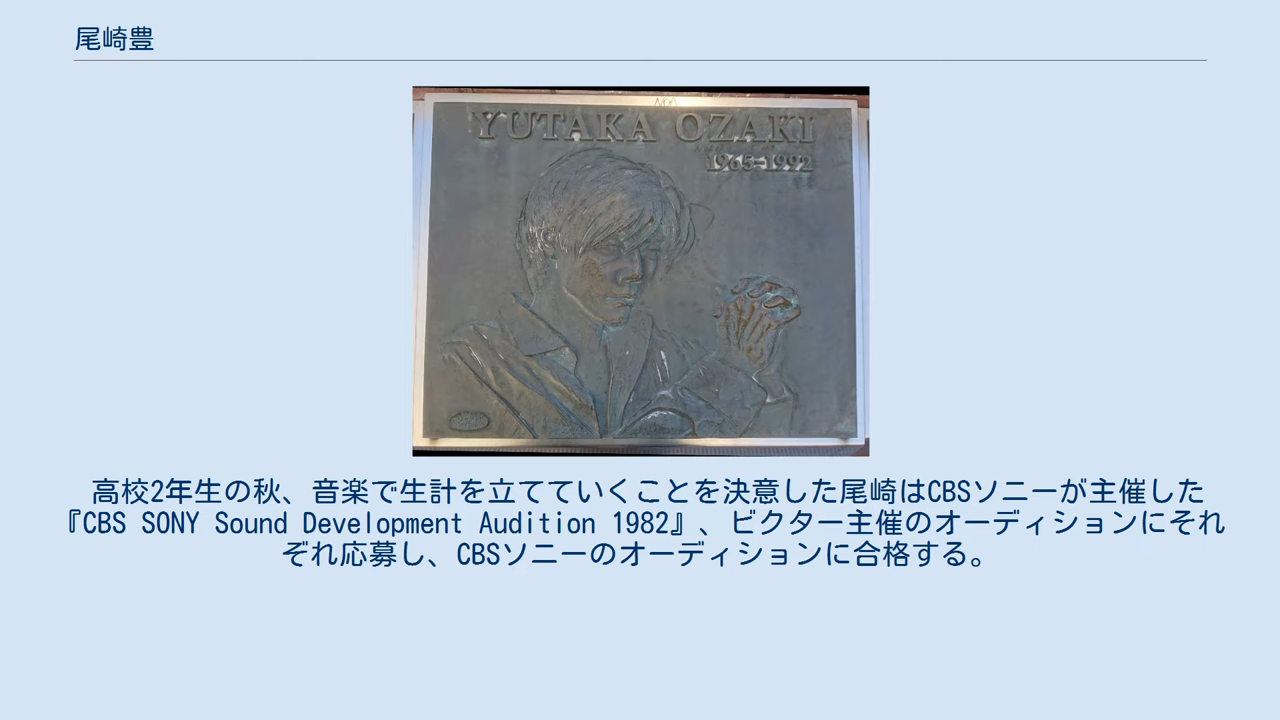 尾崎豊
YUTAKA OZAKI
1965-1992
高校2年生の秋、音楽で生計を立てていくことを決意した尾崎はCBSソニーが主催した
『CBS SONY Sound Development Audition 1982』、ビクター主催のオーディションにそれ
ぞれ応募し、CBSソニーのオーディションに合格する。